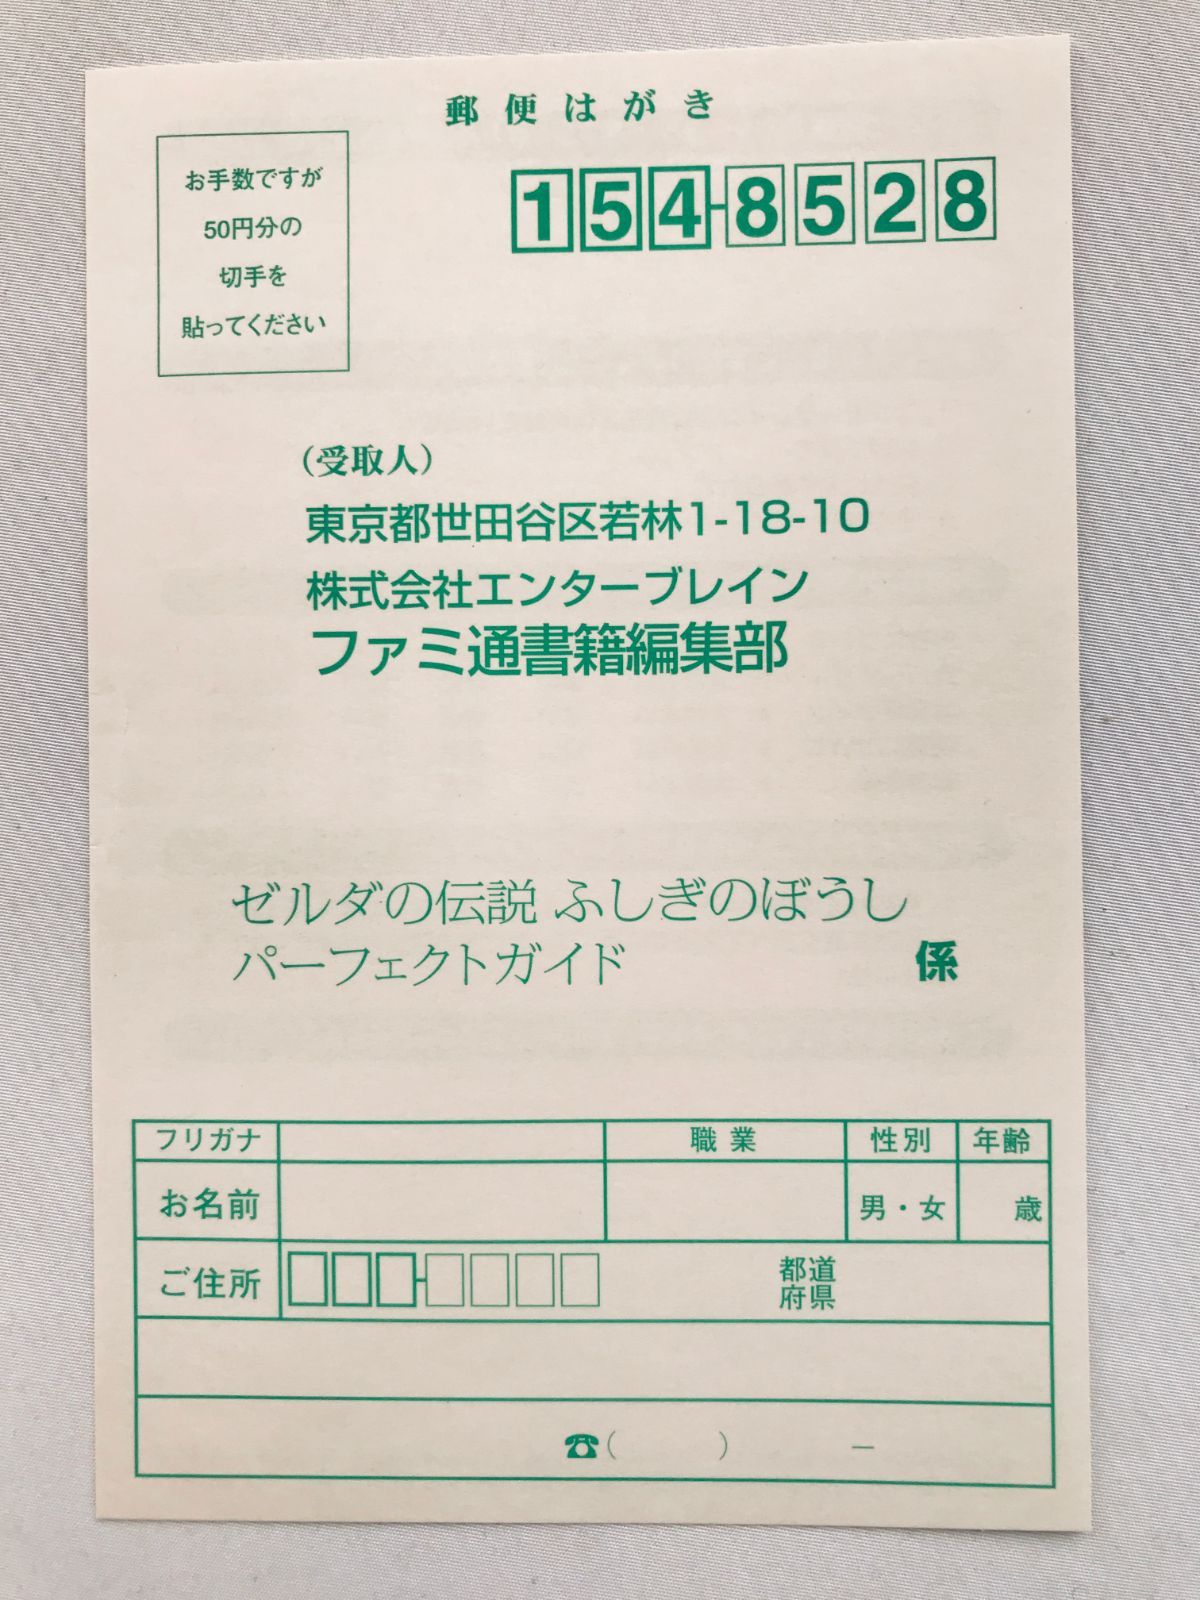 郵便はがき
お手数ですが
50円分の
切手を
貼ってください
154-8528
（受取人）
東京都世田谷区若林1-18-10
株式会社エンターブレイン
ファミ通書籍編集部
ゼルダの伝説 ふしぎのぼうし
パーフェクトガイド 係
フリガナ 職業 性別 年齢
お名前 男・女 歳
ご住所 - 都道
府県
☎( ) －